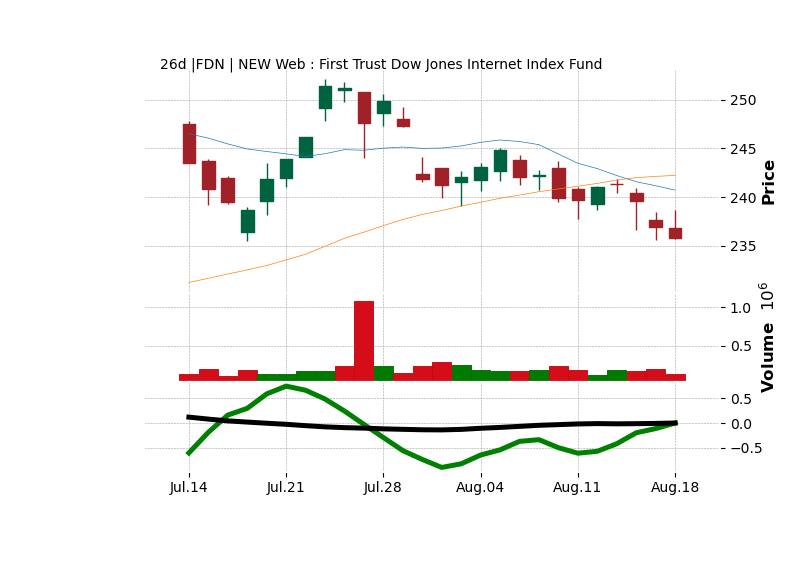 26d |FDN | NEW Web : First Trust Dow Jones Internet Index Fund
250
245
240
235
Price
1.0
0.5
Volume 10^6
0.5
0.0
−0.5
Jul.14 Jul.21 Jul.28 Aug.04 Aug.11 Aug.18